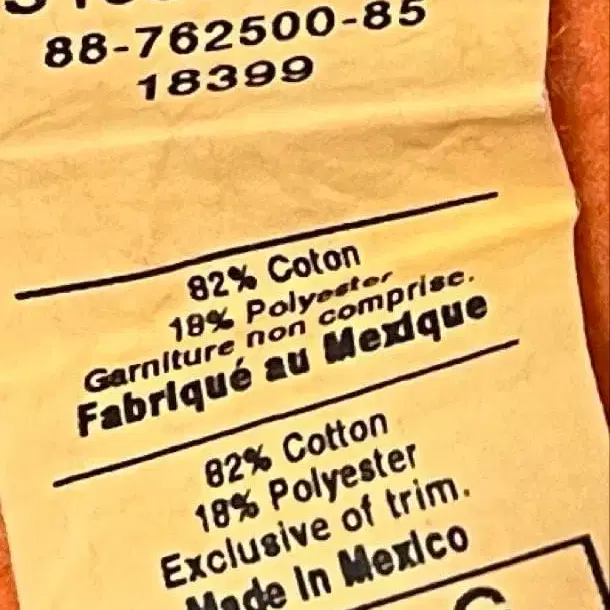 88-762500-85
18399
82% Coton
18% Polyester
Garniture non comprise.
Fabriqué au Mexique
82% Cotton
18% Polyester
Exclusive of trim.
Made In Mexico